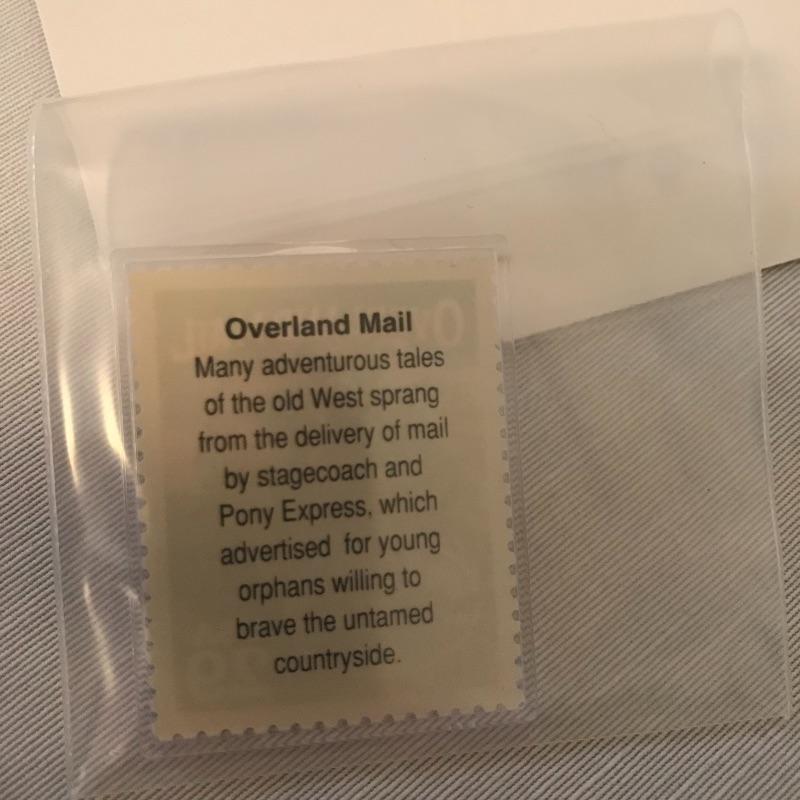 Overland Mail
Many adventurous tales
of the old West sprang
from the delivery of mail
by stagecoach and
Pony Express, which
advertised for young
orphans willing to
brave the untamed
countryside.